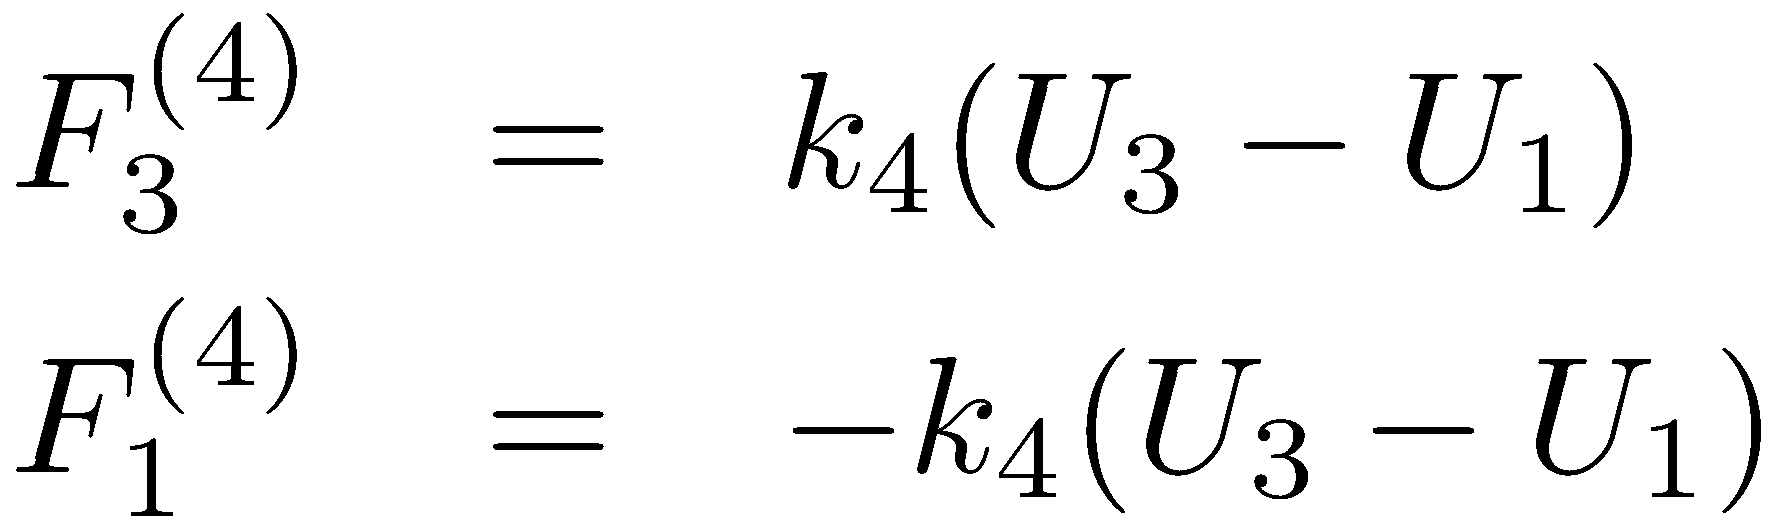 $F_3^{(4)} = k_4(U_3 - U_1)$
$F_1^{(4)} = -k_4(U_3 - U_1)$